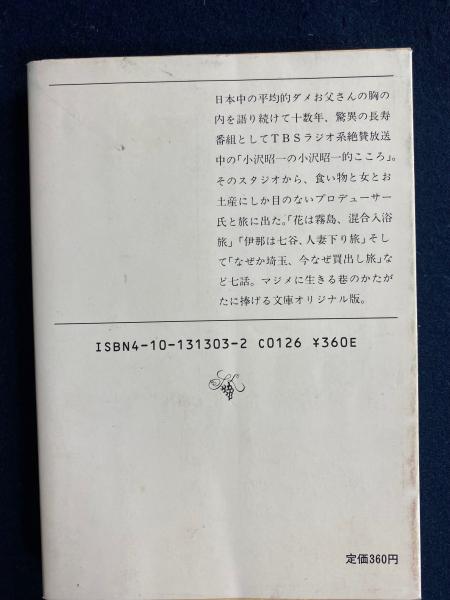 日本中の平均的ダメお父さんの胸の
内を語り続けて十数年、驚異の長寿
番組としてTBSラジオ系絶賛放送
中の「小沢昭一の小沢昭一的こころ」。
そのスタジオから、食い物と女とお
土産にしか目のないプロデューサー
氏と旅に出た。「花は霧島、混合入浴
旅」「伊那は七谷、人妻下り旅」そし
て「なぜか埼玉、今なぜ買出し旅」な
ど七話。マジメに生きる巷のかたが
たに捧げる文庫オリジナル版。
ISBN4-10-131303-2 C0126 ¥360E
定価360円